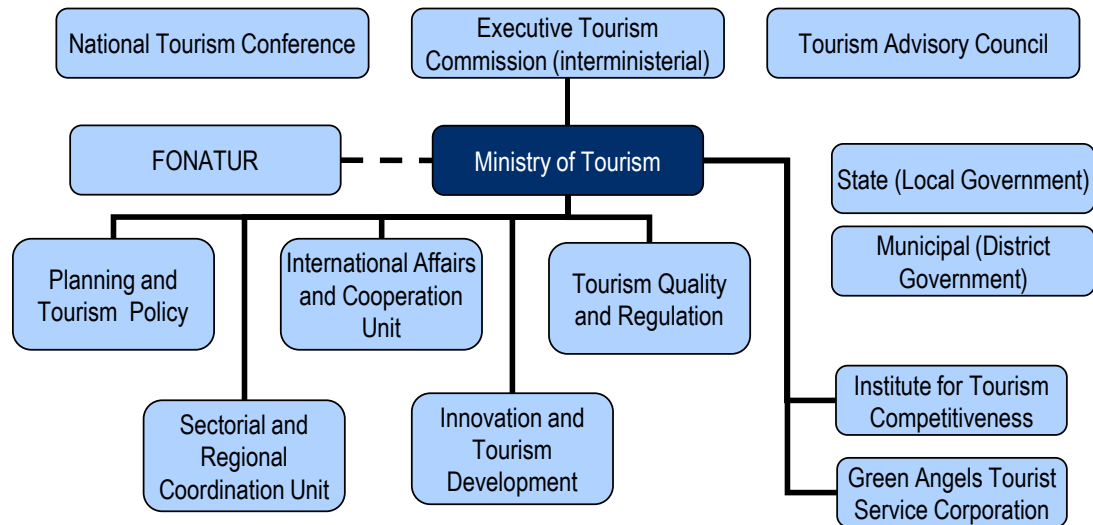 National Tourism Conference
Executive Tourism
Commission (interministerial)
Tourism Advisory Council
FONATUR
Ministry of Tourism
State (Local Government)
Municipal (District
Government)
Planning and
Tourism Policy
International Affairs
and Cooperation
Unit
Tourism Quality
and Regulation
Sectorial and
Regional
Coordination Unit
Innovation and
Tourism
Development
Institute for Tourism
Competitiveness
Green Angels Tourist
Service Corporation